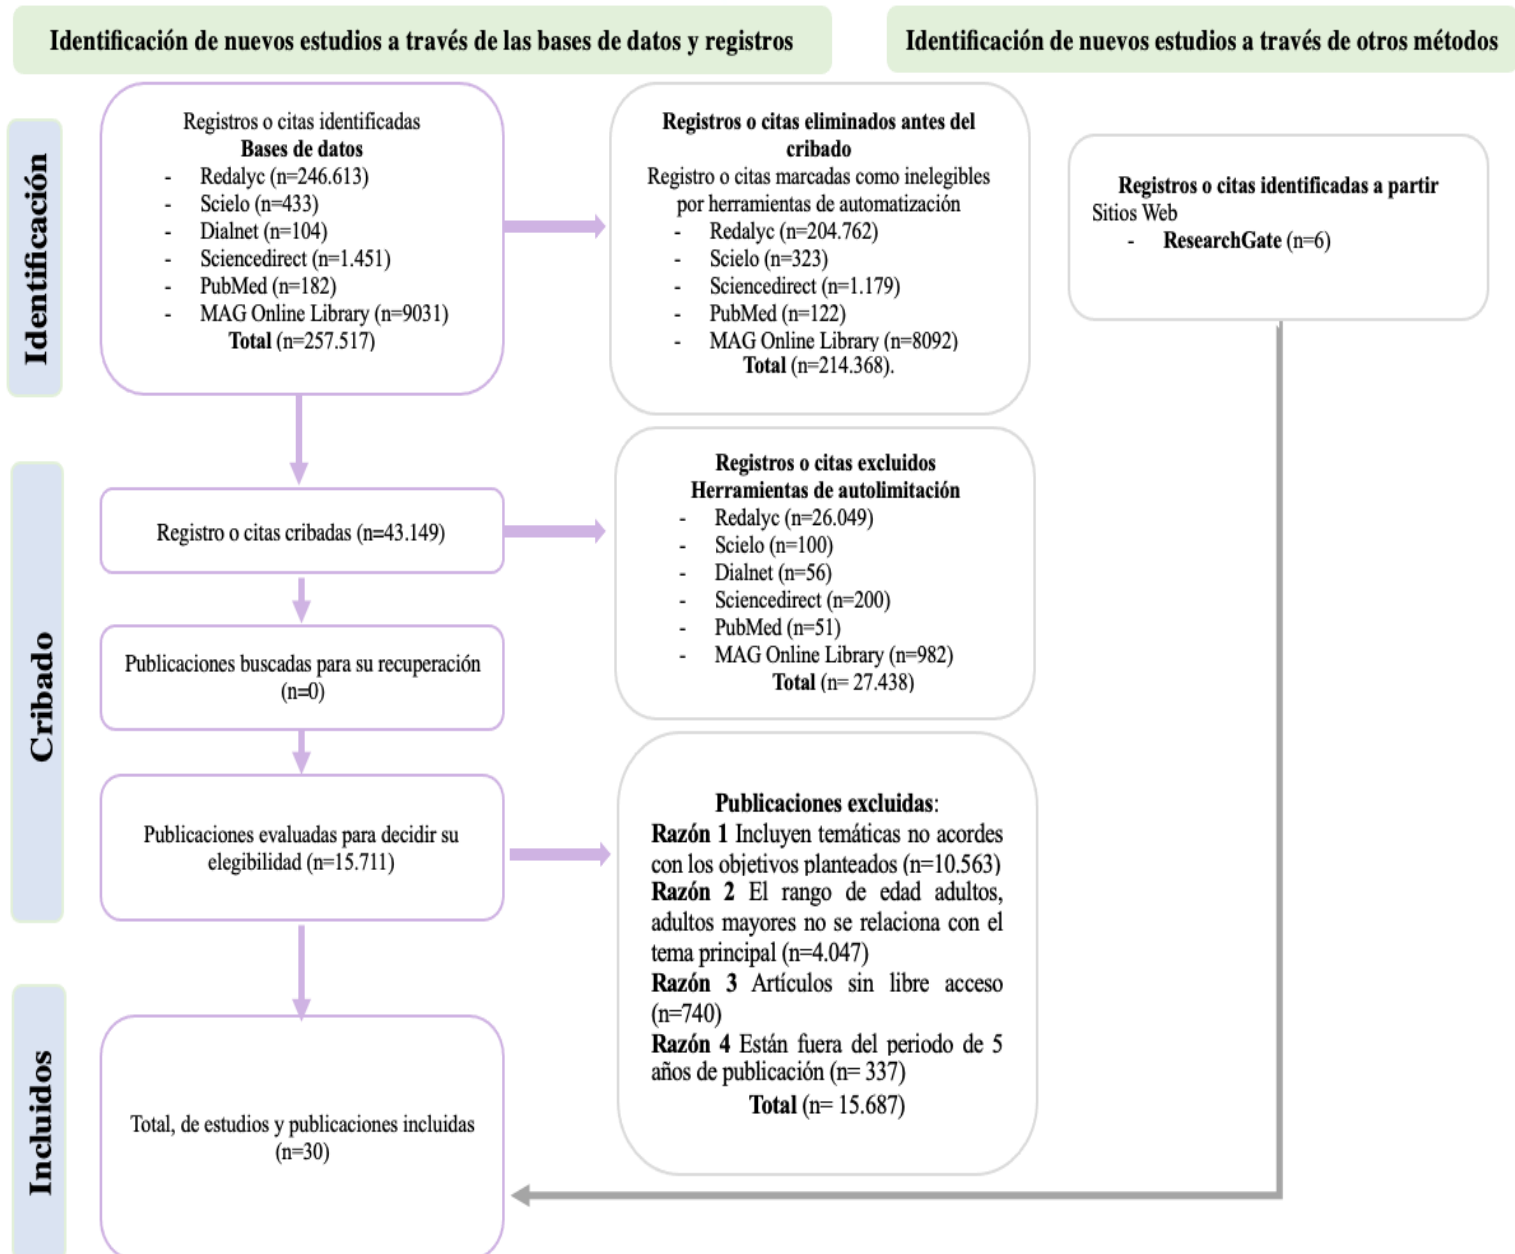 Identificación de nuevos estudios a través de las bases de datos y registros
Identificación de nuevos estudios a través de otros métodos
Identificación
Registros o citas identificadas
Bases de datos
- Redalyc (n=246.613)
- Scielo (n=433)
- Dialnet (n=104)
- Sciencedirect (n=1.451)
- PubMed (n=182)
- MAG Online Library (n=9031)
Total (n=257.517)
Registros o citas eliminados antes del
cribado
Registro o citas marcadas como inelegibles
por herramientas de automatización
- Redalyc (n=204.762)
- Scielo (n=323)
- Sciencedirect (n=1.179)
- PubMed (n=122)
- MAG Online Library (n=8092)
Total (n=214.368).
Registros o citas identificadas a partir
Sitios Web
- ResearchGate (n=6)
Cribado
Registro o citas cribadas (n=43.149)
Registros o citas excluidos
Herramientas de autolimitación
- Redalyc (n=26.049)
- Scielo (n=100)
- Dialnet (n=56)
- Sciencedirect (n=200)
- PubMed (n=51)
- MAG Online Library (n=982)
Total (n= 27.438)
Publicaciones buscadas para su recuperación
(n=0)
Publicaciones evaluadas para decidir su
elegibilidad (n=15.711)
Publicaciones excluidas:
Razón 1 Incluyen temáticas no acordes
con los objetivos planteados (n=10.563)
Razón 2 El rango de edad adultos,
adultos mayores no se relaciona con el
tema principal (n=4.047)
Razón 3 Artículos sin libre acceso
(n=740)
Razón 4 Están fuera del periodo de 5
años de publicación (n= 337)
Total (n= 15.687)
Incluidos
Total, de estudios y publicaciones incluidas
(n=30)